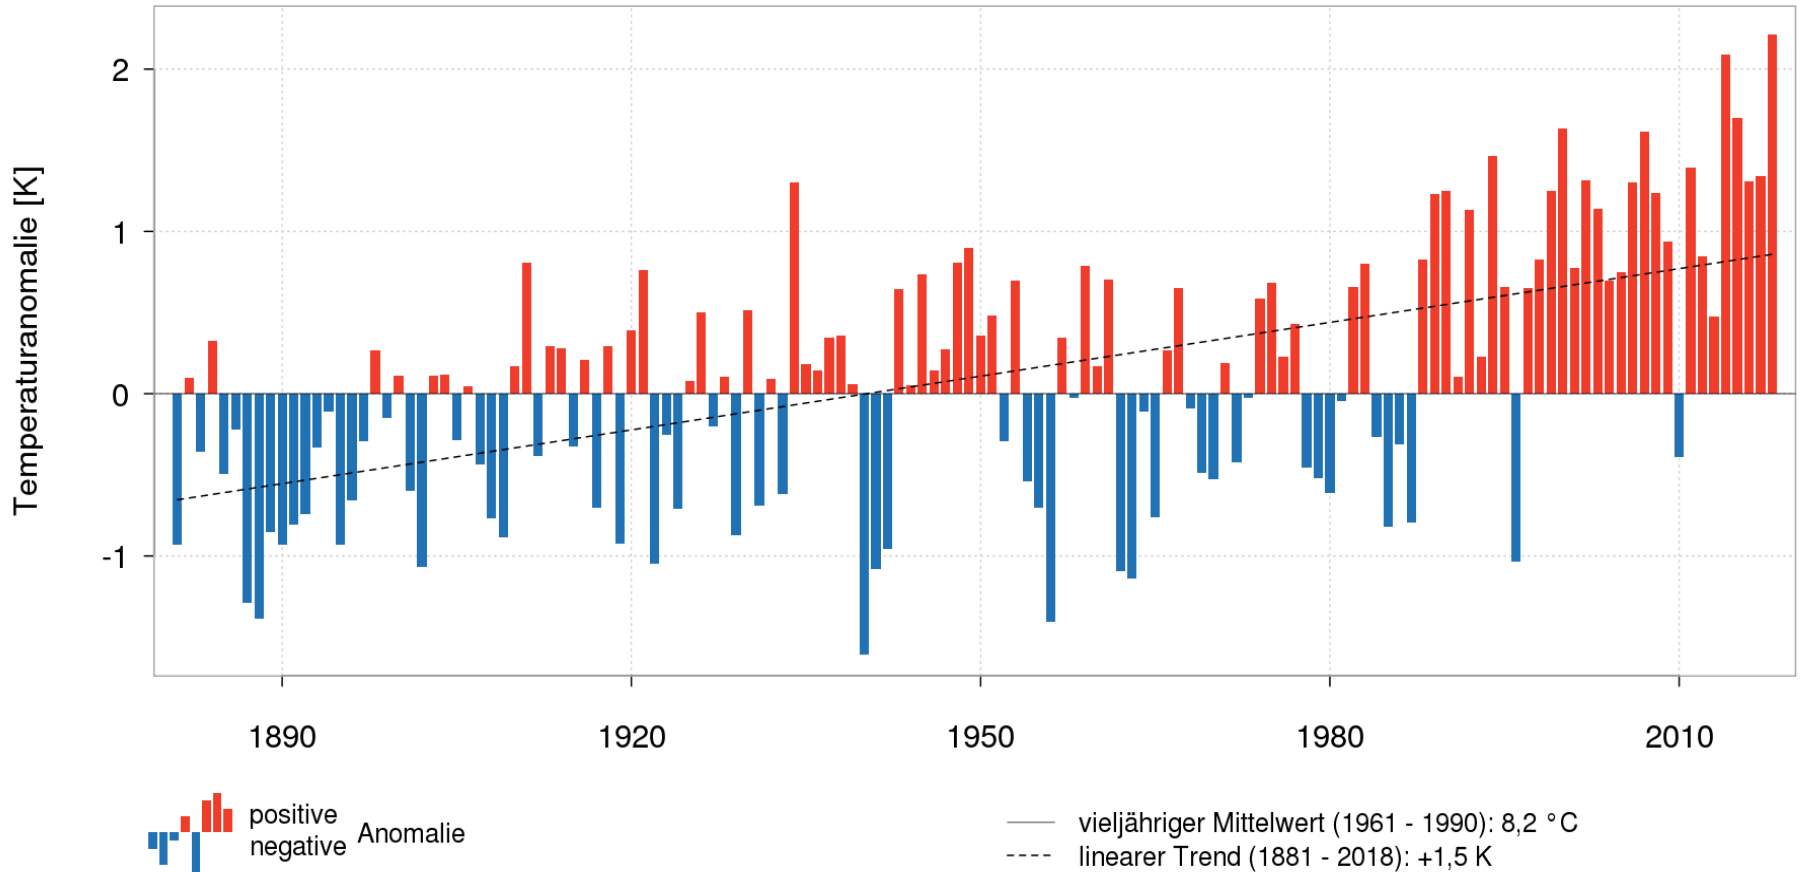 Temperaturanomalie [K]
2
1
0
-1
1890
1920
1950
1980
2010
positive
negative
Anomalie
vieljähriger Mittelwert (1961 - 1990): 8,2 °C
linearer Trend (1881 - 2018): +1,5 K